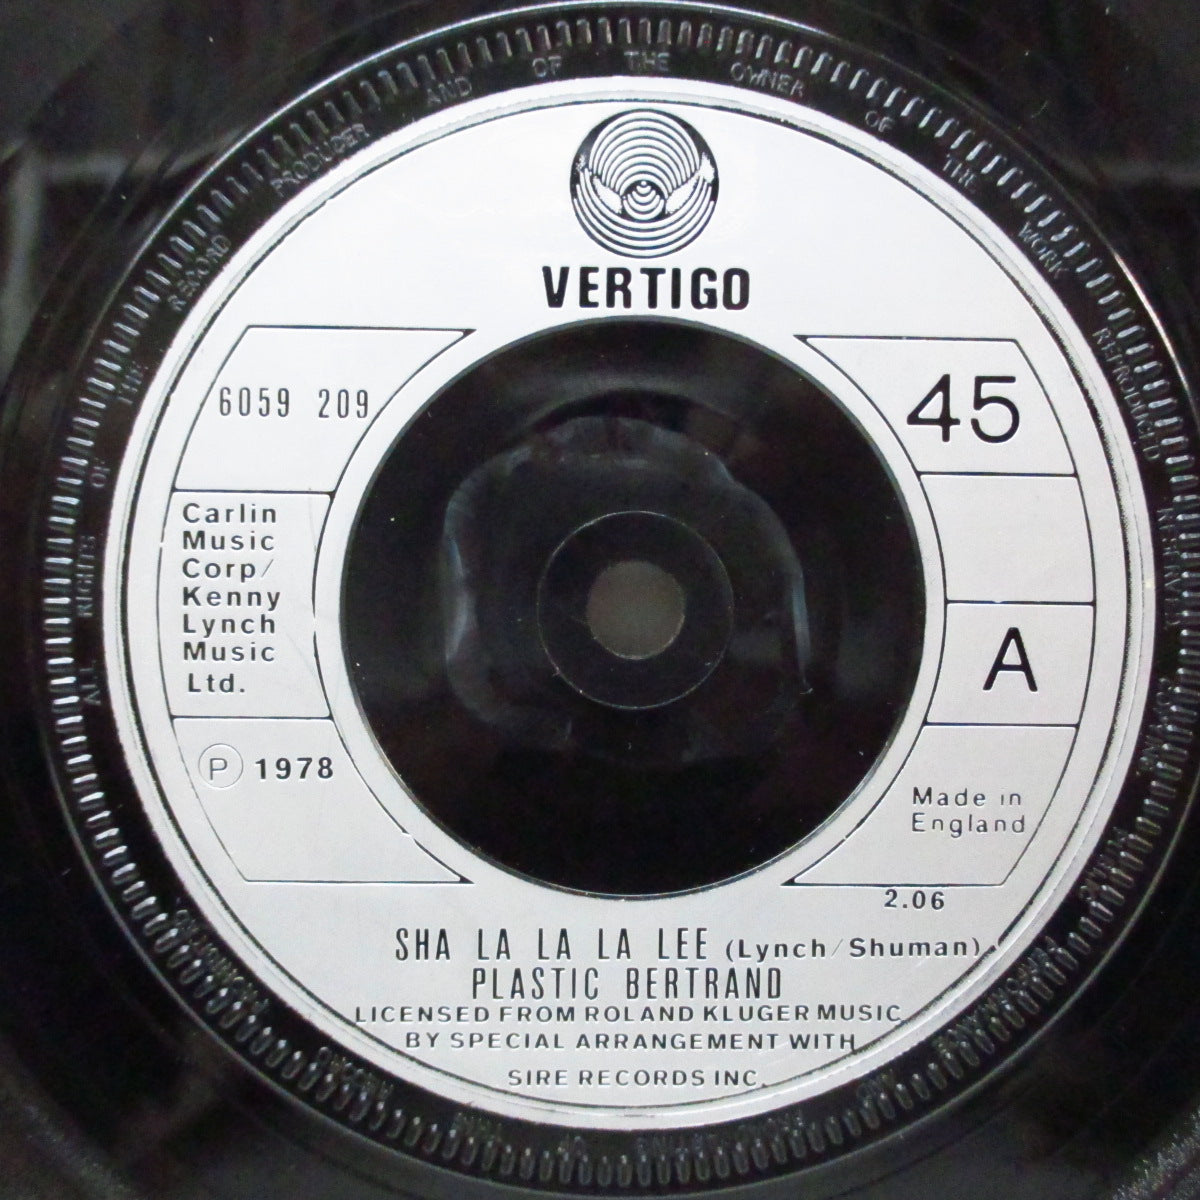 ALL RIGHTS OF THE RECORD PRODUCER AND OF THE OWNER OF THE WORK REPRODUCED RESERVED
VERTIGO
6059 209
45
Carlin
Music
Corp/
Kenny
Lynch
Music
Ltd.
A
Ⓟ 1978
Made in
England
2.06
SHA LA LA LA LEE (Lynch/Shuman)
PLASTIC BERTRAND
LICENSED FROM ROLAND KLUGER MUSIC
BY SPECIAL ARRANGEMENT WITH
SIRE RECORDS INC.